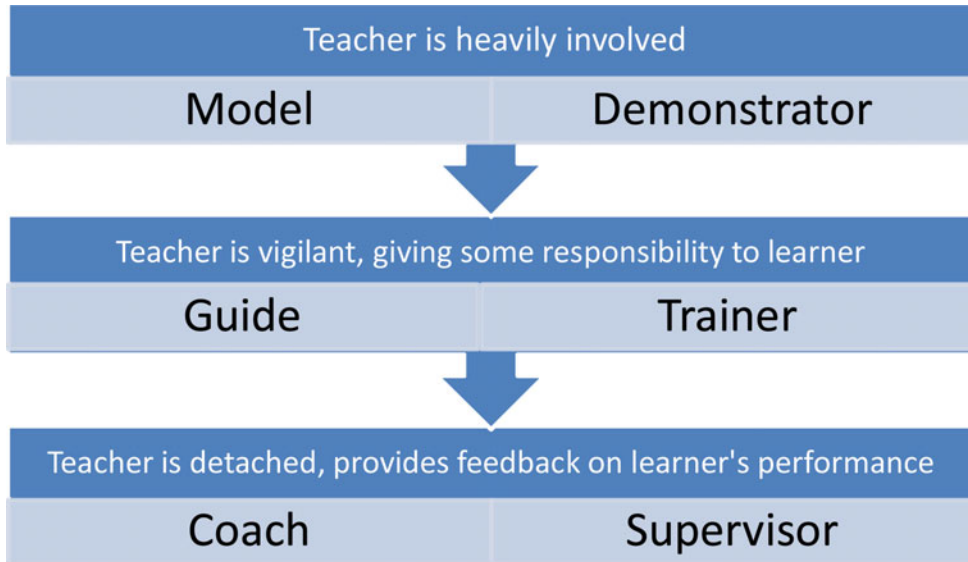 Teacher is heavily involved
Model Demonstrator
Teacher is vigilant, giving some responsibility to learner
Guide Trainer
Teacher is detached, provides feedback on learner's performance
Coach Supervisor